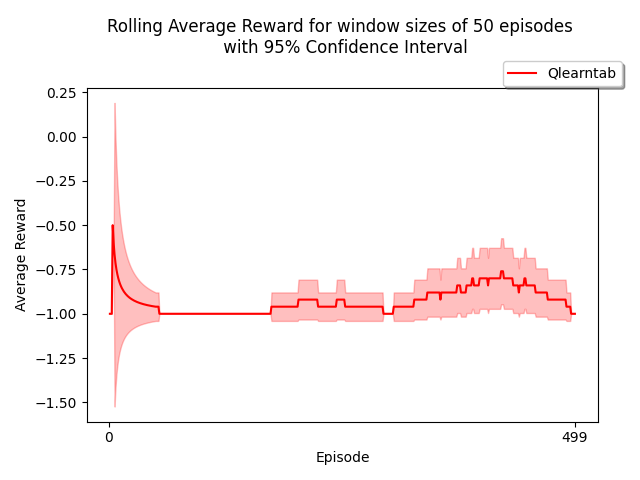 Rolling Average Reward for window sizes of 50 episodes
with 95% Confidence Interval
Qlearntab
0.25
0.00
−0.25
−0.50
−0.75
−1.00
−1.25
−1.50
Average Reward
0
499
Episode